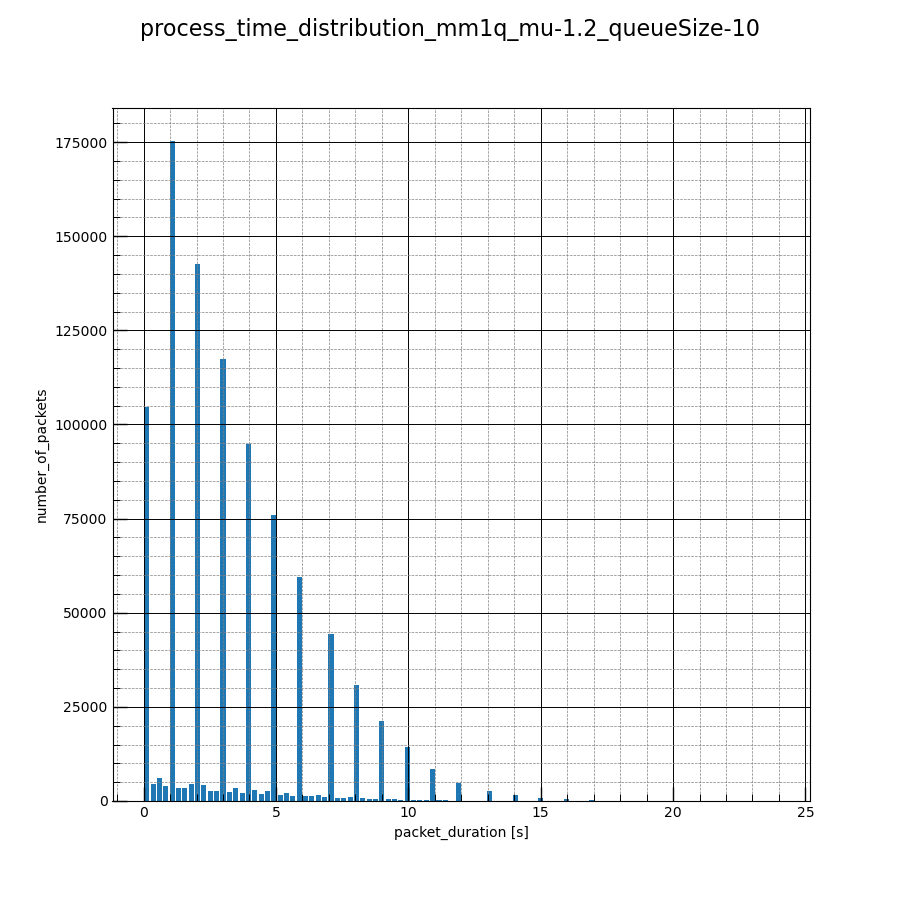 process_time_distribution_mm1q_mu-1.2_queueSize-10
175000
150000
125000
100000
75000
50000
25000
0
number_of_packets
0 5 10 15 20 25
packet_duration [s]